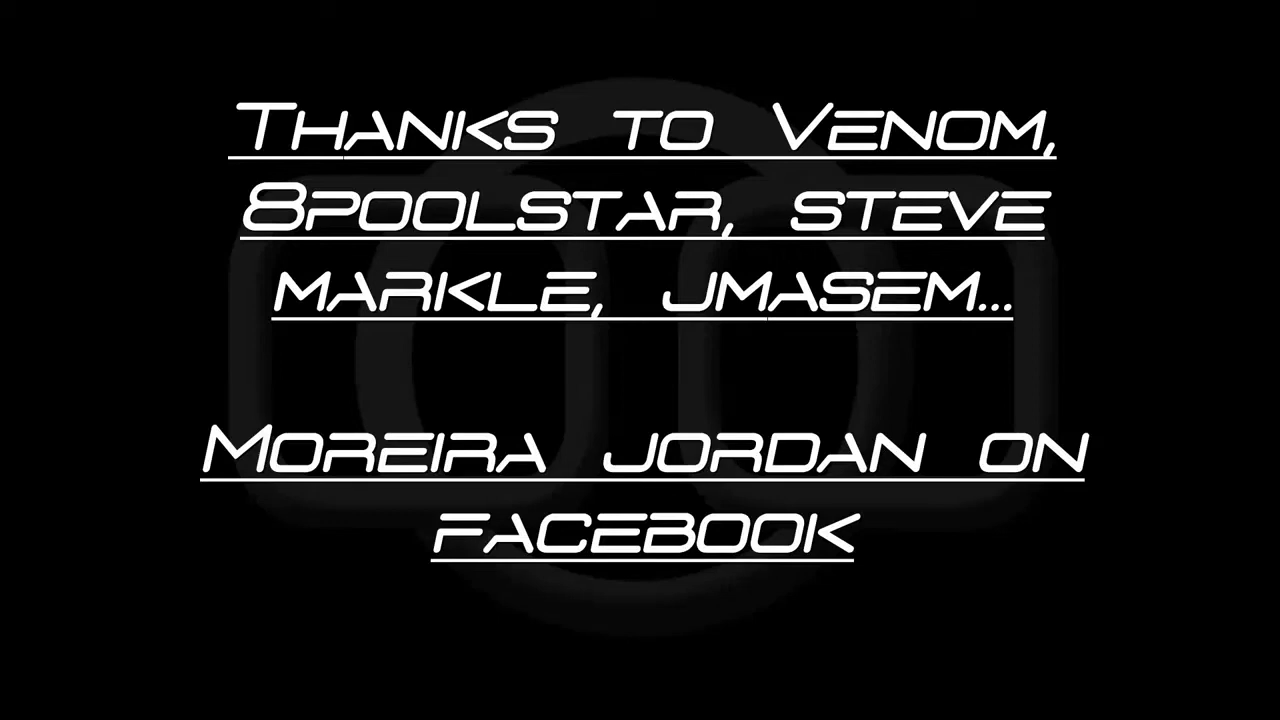 Thanks to Venom,
8poolstar, steve
markle, jmasem...
Moreira jordan on
facebook